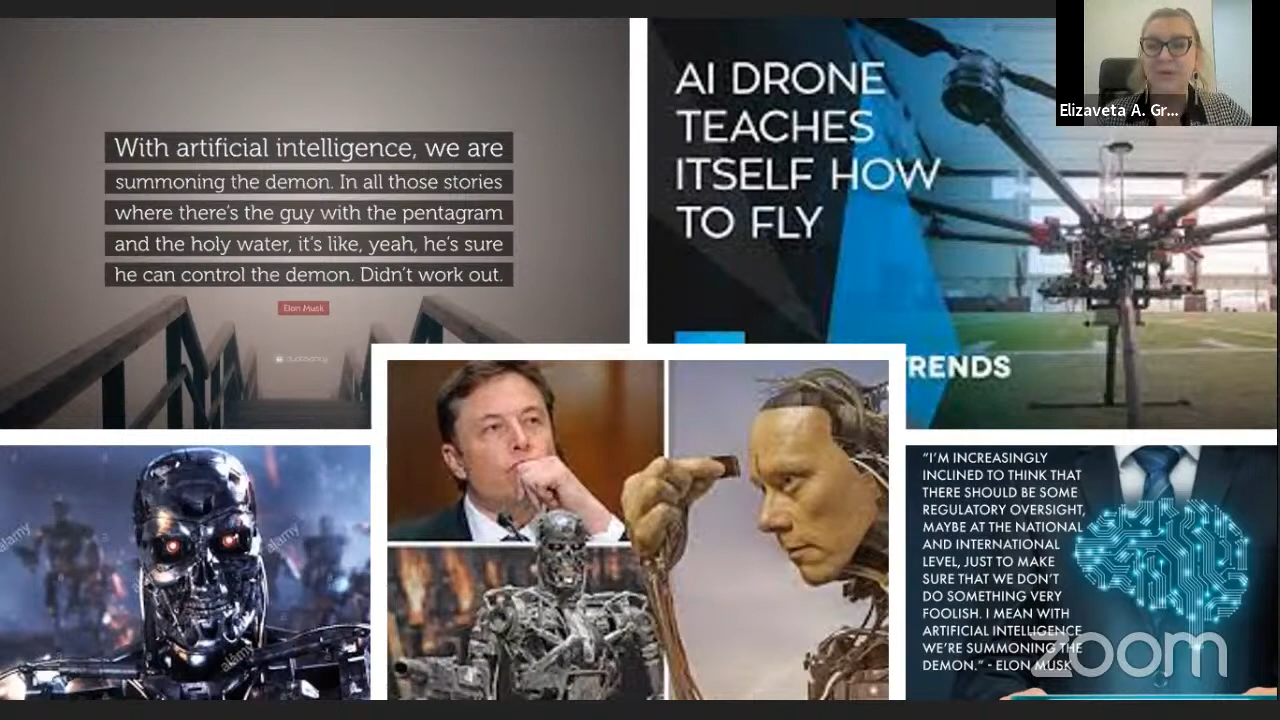 With artificial intelligence, we are
summoning the demon. In all those stories
where there's the guy with the pentagram
and the holy water, it's like, yeah, he's sure
he can control the demon. Didn't work out.
Elon Musk
AI DRONE
TEACHES
ITSELF HOW
TO FLY
RENDS
Elizaveta A. Gr...
alamy
alamy
alamy
"I'M INCREASINGLY
INCLINED TO THINK THAT
THERE SHOULD BE SOME
REGULATORY OVERSIGHT,
MAYBE AT THE NATIONAL
AND INTERNATIONAL
LEVEL, JUST TO MAKE
SURE THAT WE DON'T
DO SOMETHING VERY
FOOLISH. I MEAN WITH
ARTIFICIAL INTELLIGENCE
WE'RE SUMMONING THE
DEMON." - ELON MUSK
zoom